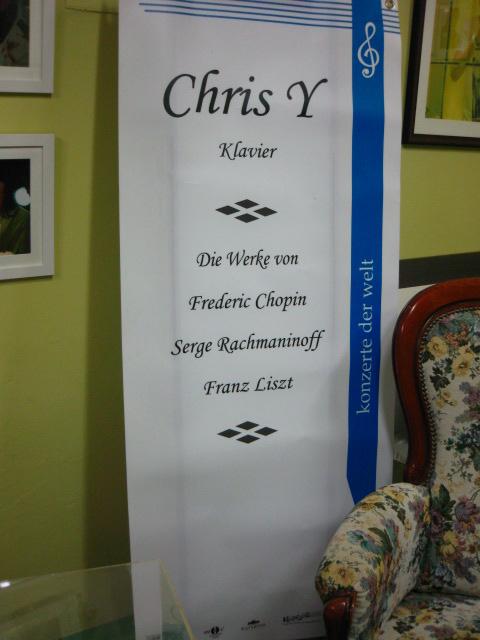 Chris Y
Klavier
Die Werke von
Frederic Chopin
Serge Rachmaninoff
Franz Liszt
konzerte der welt